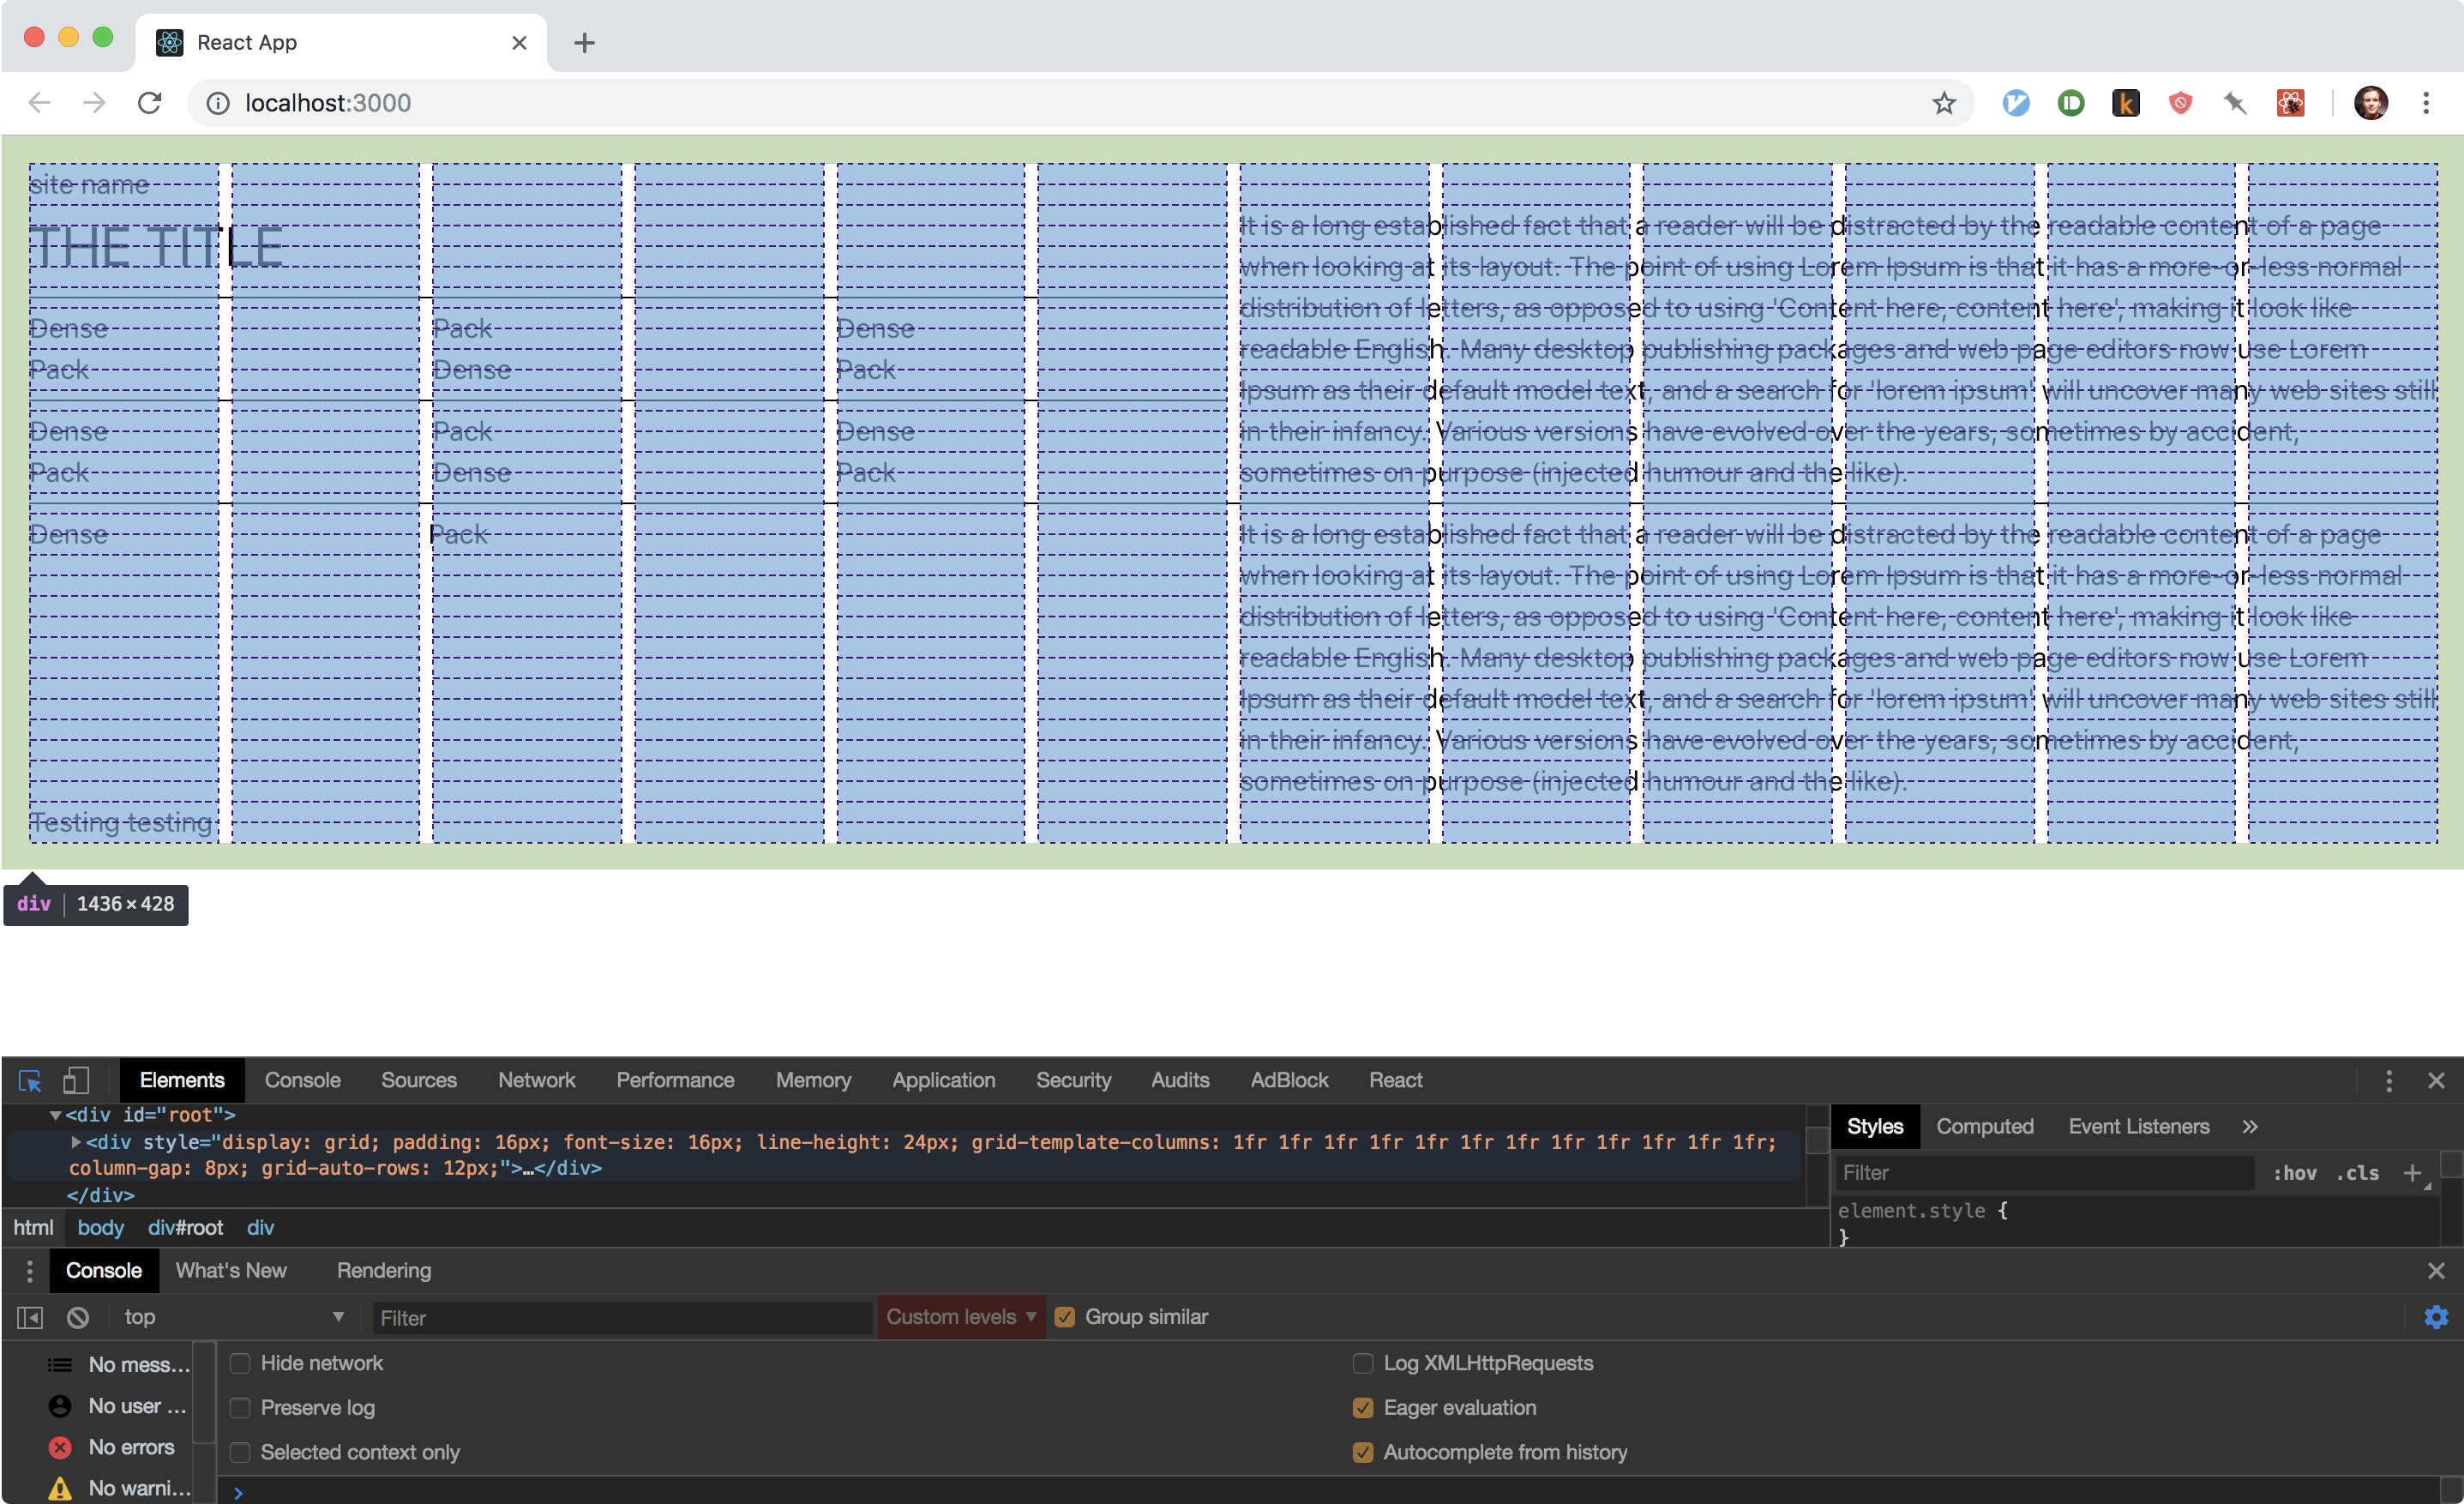 React App
localhost:3000
site name
THE TITLE
It is a long established fact that a reader will be distracted by the readable content of a page
when looking at its layout. The point of using Lorem Ipsum is that it has a more-or-less normal
distribution of letters, as opposed to using 'Content here, content here', making it look like
readable English. Many desktop publishing packages and web page editors now use Lorem
Ipsum as their default model text, and a search for 'lorem ipsum' will uncover many web sites still
in their infancy. Various versions have evolved over the years, sometimes by accident,
sometimes on purpose (injected humour and the like).
Dense Pack Dense
Pack Dense Pack
Dense Pack Dense
Pack Dense Pack
Dense Pack
It is a long established fact that a reader will be distracted by the readable content of a page
when looking at its layout. The point of using Lorem Ipsum is that it has a more-or-less normal
distribution of letters, as opposed to using 'Content here, content here', making it look like
readable English. Many desktop publishing packages and web page editors now use Lorem
Ipsum as their default model text, and a search for 'lorem ipsum' will uncover many web sites still
in their infancy. Various versions have evolved over the years, sometimes by accident,
sometimes on purpose (injected humour and the like).
Testing testing
div 1436×428
Elements Console Sources Network Performance Memory Application Security Audits AdBlock React
<div id="root">
<div style="display: grid; padding: 16px; font-size: 16px; line-height: 24px; grid-template-columns: 1fr 1fr 1fr 1fr 1fr 1fr 1fr 1fr 1fr 1fr 1fr 1fr;
column-gap: 8px; grid-auto-rows: 12px;">…</div>
</div>
html body div#root div
Styles Computed Event Listeners »
Filter :hov .cls +
element.style {
}
Console What's New Rendering
top Filter Custom levels Group similar
No mess…
No user …
No errors
No warni…
Hide network
Preserve log
Selected context only
Log XMLHttpRequests
Eager evaluation
Autocomplete from history